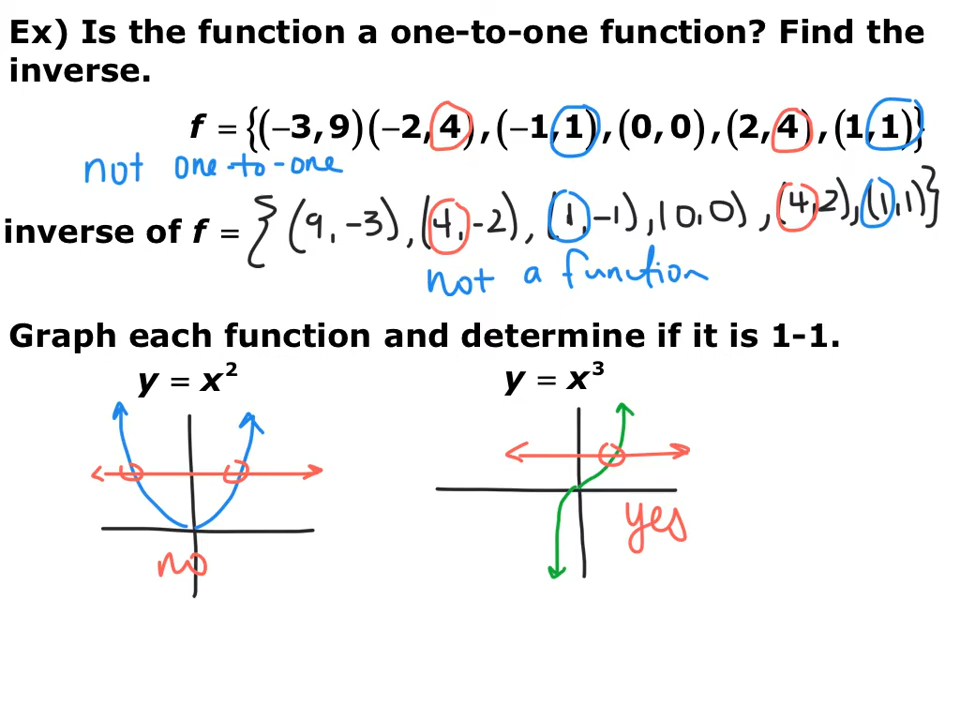 Ex) Is the function a one-to-one function? Find the
inverse.
f = {(−3,9)(−2,4),(−1,1),(0,0),(2,4),(1,1)}
not one-to-one
inverse of f = {(9,-3),(4,-2),(1,-1),(0,0),(4,2),(1,1)}
not a function
Graph each function and determine if it is 1-1.
y = x²
y = x³
no
yes